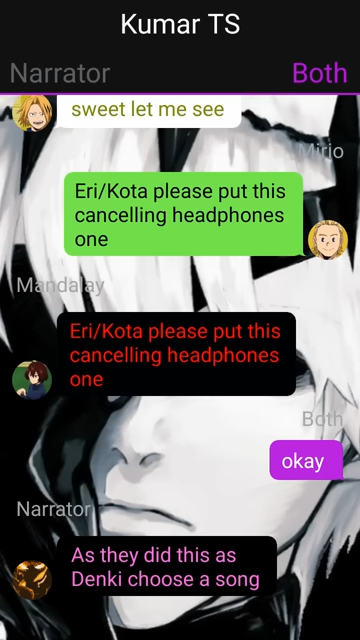 Kumar TS
Narrator
Both
sweet let me see
Mirio
Eri/Kota please put this
cancelling headphones
one
Mandalay
Eri/Kota please put this
cancelling headphones
one
Both
okay
Narrator
As they did this as
Denki choose a song